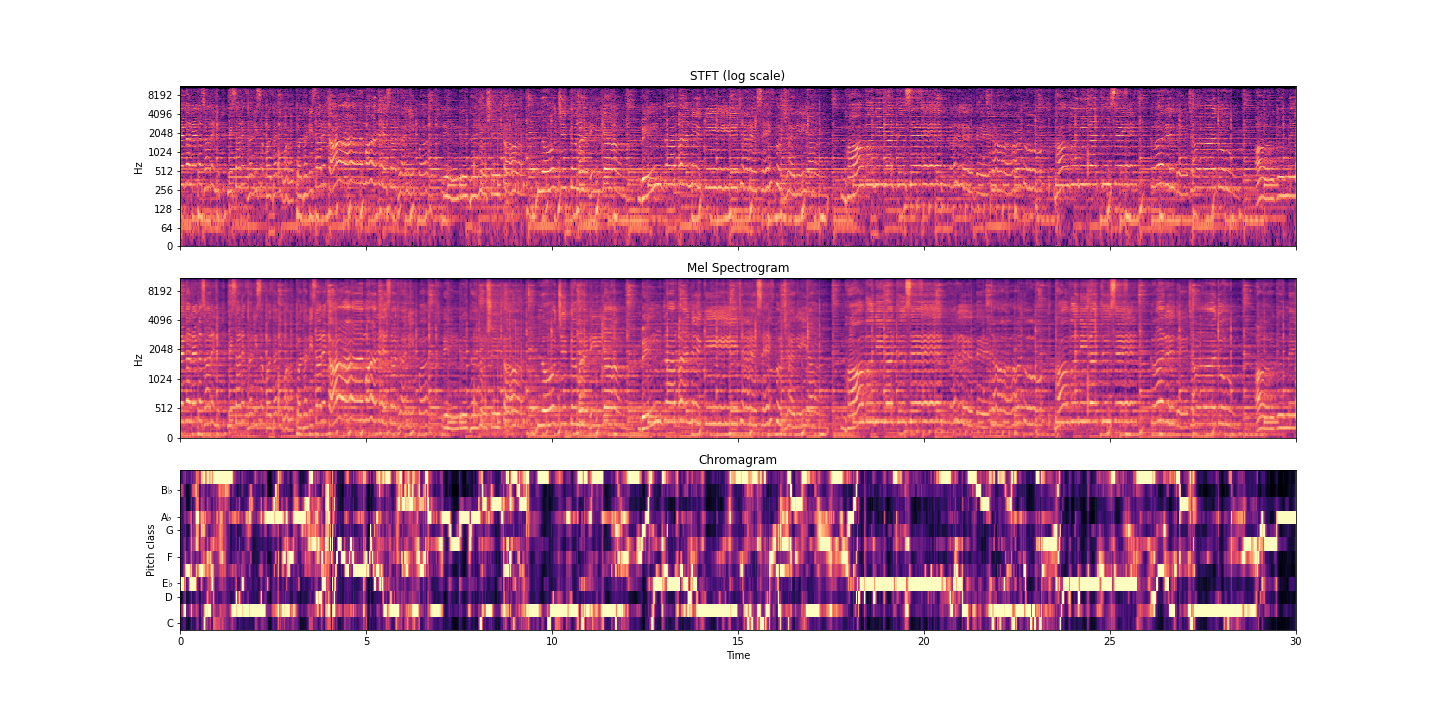 STFT (log scale)
8192
4096
2048
1024
512
256
128
64
0
Hz
Mel Spectrogram
8192
4096
2048
1024
512
0
Hz
Chromagram
B♭
A♭
G
F
E♭
D
C
Pitch class
0 5 10 15 20 25 30
Time